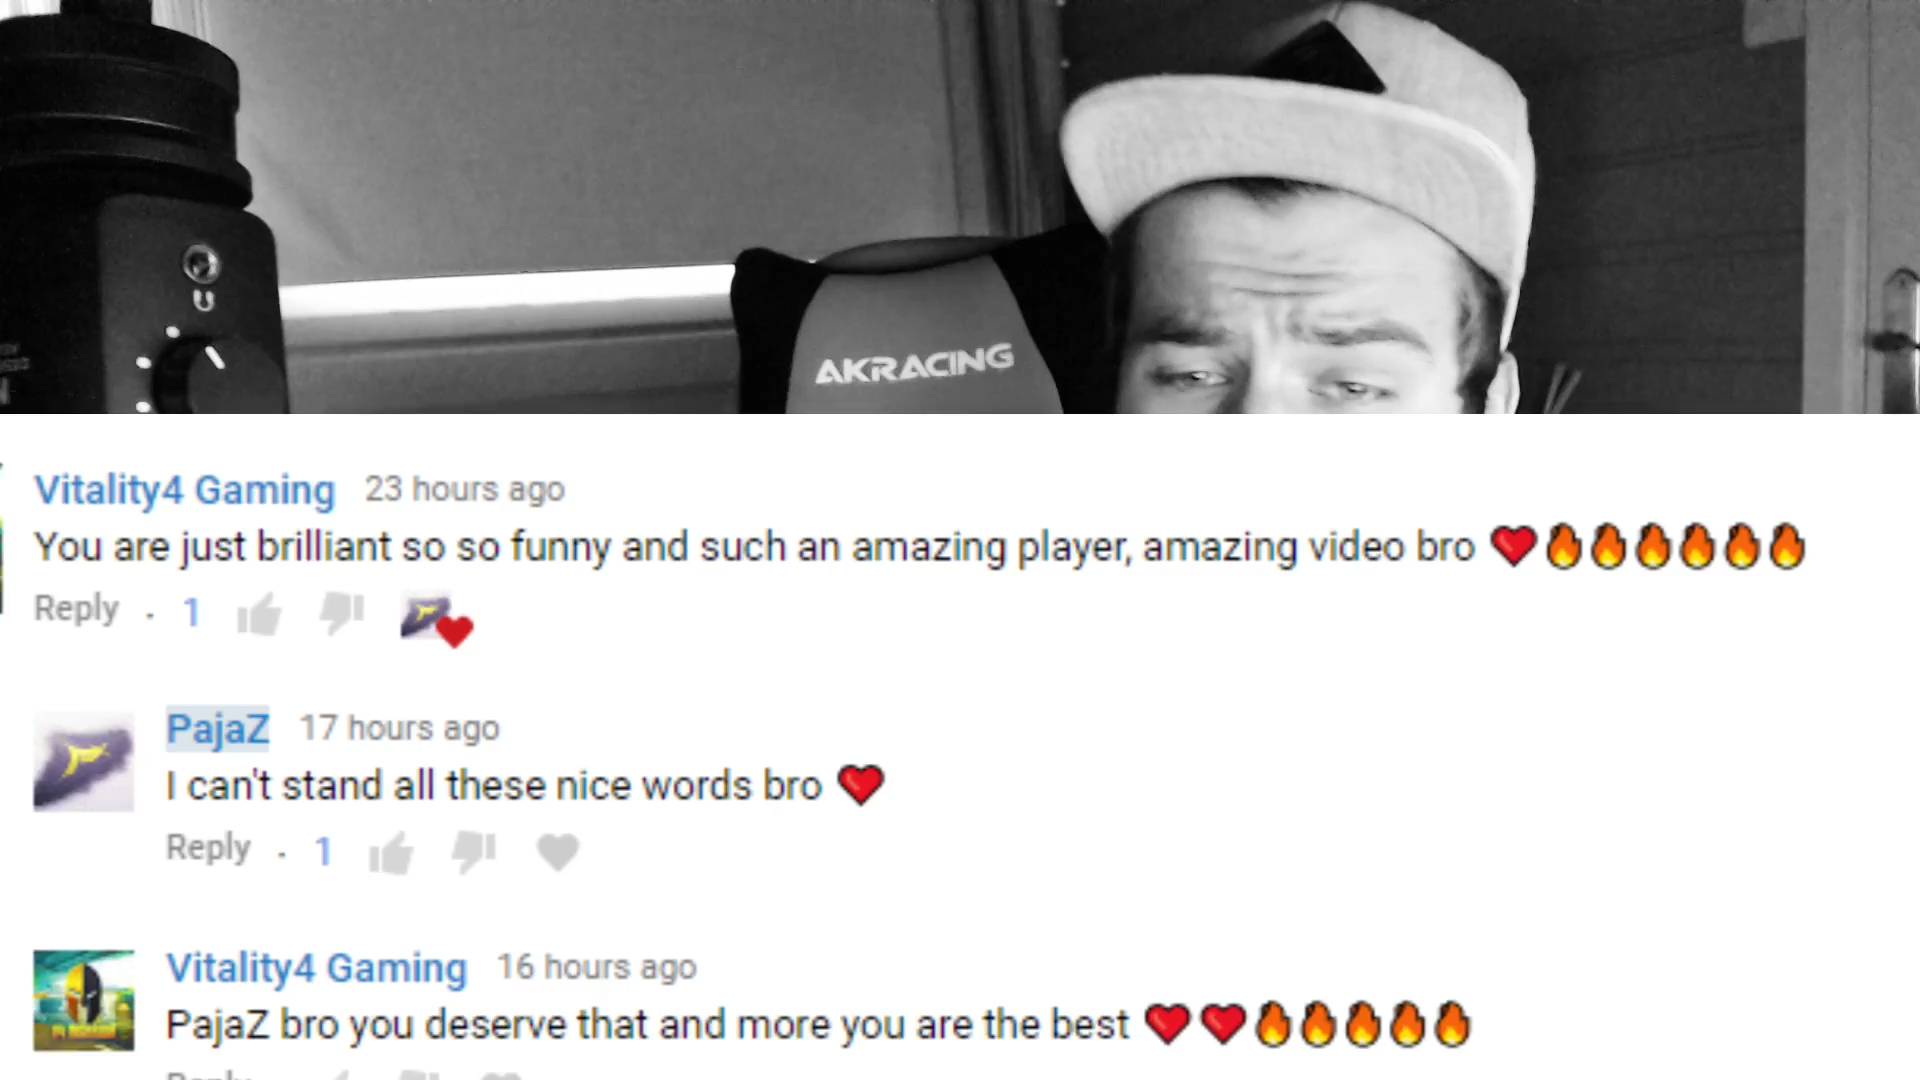 AKRACING
Vitality4 Gaming 23 hours ago
You are just brilliant so so funny and such an amazing player, amazing video bro ❤🔥🔥🔥🔥🔥🔥
Reply · 1
PajaZ 17 hours ago
I can't stand all these nice words bro ❤
Reply · 1
Vitality4 Gaming 16 hours ago
PajaZ bro you deserve that and more you are the best ❤❤🔥🔥🔥🔥🔥
Reply